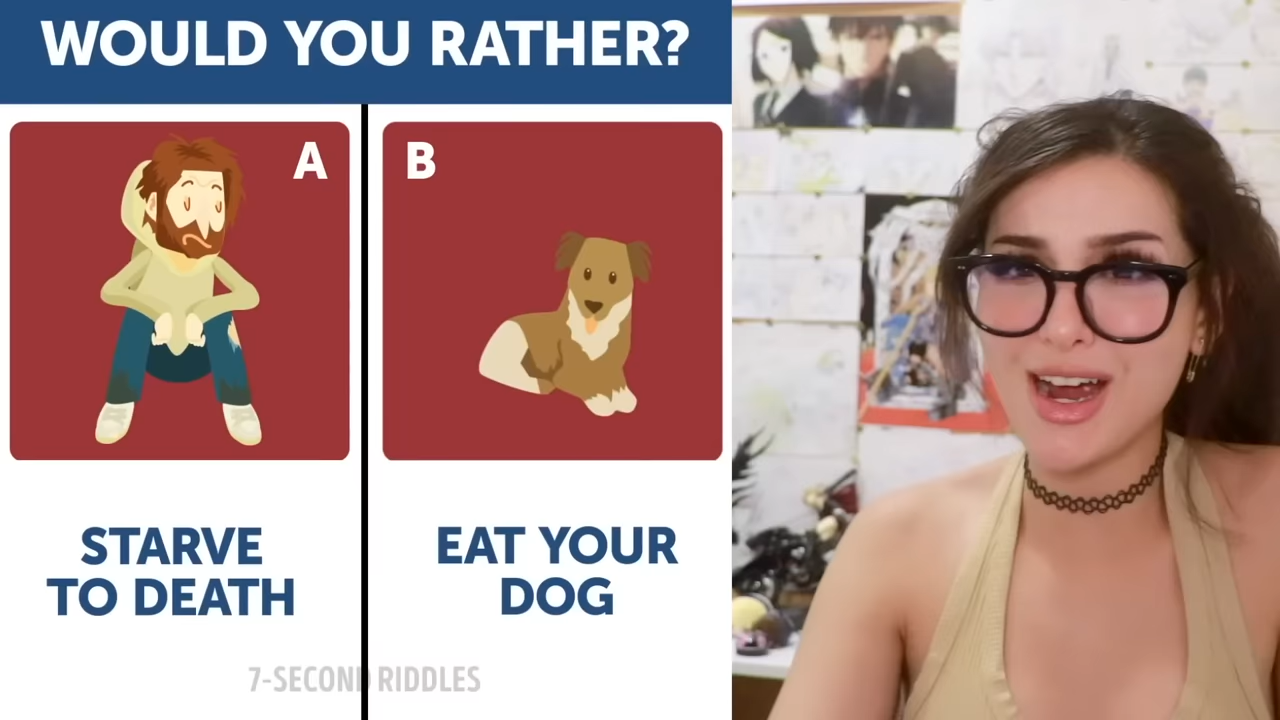 WOULD YOU RATHER?
A
B
STARVE
TO DEATH
EAT YOUR
DOG
7-SECOND RIDDLES